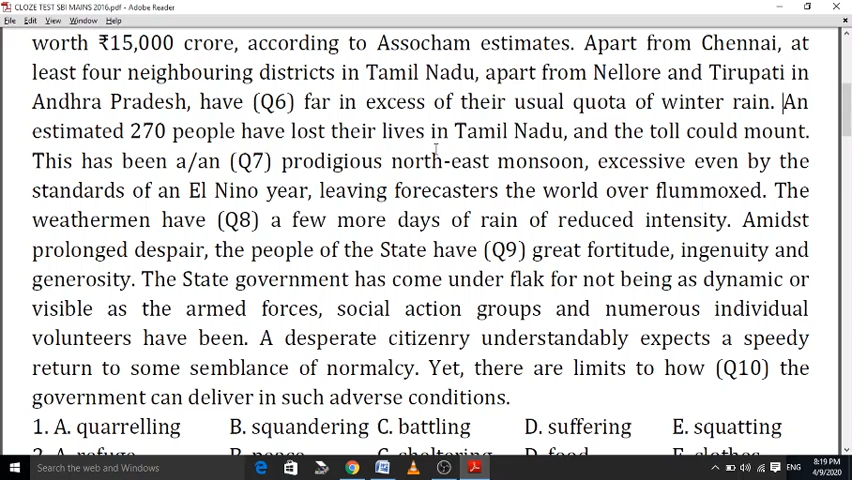 CLOZE TEST SBI MAINS 2016.pdf - Adobe Reader
File Edit View Window Help
worth ₹15,000 crore, according to Assocham estimates. Apart from Chennai, at
least four neighbouring districts in Tamil Nadu, apart from Nellore and Tirupati in
Andhra Pradesh, have (Q6) far in excess of their usual quota of winter rain. An
estimated 270 people have lost their lives in Tamil Nadu, and the toll could mount.
This has been a/an (Q7) prodigious north-east monsoon, excessive even by the
standards of an El Nino year, leaving forecasters the world over flummoxed. The
weathermen have (Q8) a few more days of rain of reduced intensity. Amidst
prolonged despair, the people of the State have (Q9) great fortitude, ingenuity and
generosity. The State government has come under flak for not being as dynamic or
visible as the armed forces, social action groups and numerous individual
volunteers have been. A desperate citizenry understandably expects a speedy
return to some semblance of normalcy. Yet, there are limits to how (Q10) the
government can deliver in such adverse conditions.
1. A. quarrelling B. squandering C. battling D. suffering E. squatting
2. A. refuge B. peace C. sheltering D. food E. clothes
Search the web and Windows
ENG
8:19 PM
4/9/2020